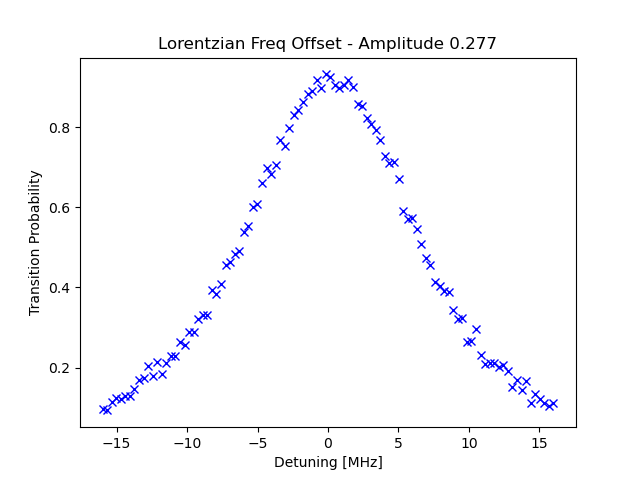 Lorentzian Freq Offset - Amplitude 0.277
Transition Probability
0.8
0.6
0.4
0.2
−15 −10 −5 0 5 10 15
Detuning [MHz]